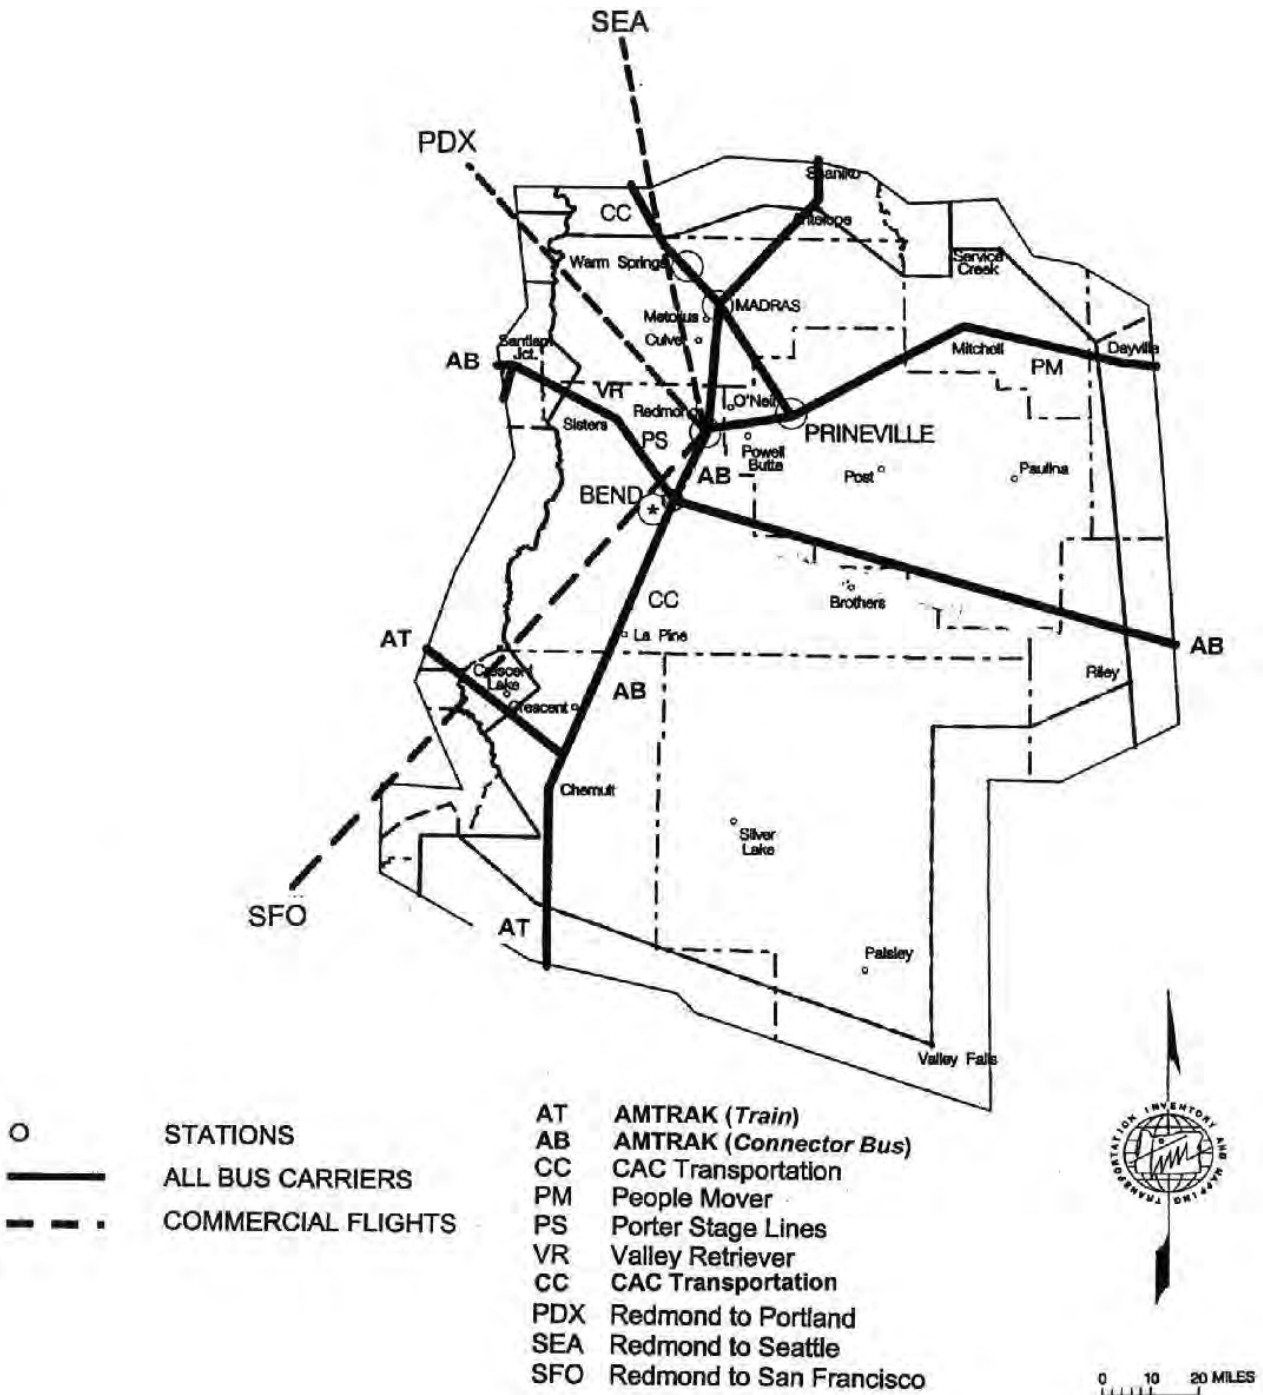 SEA
PDX
Shaniko
CC
Antelope
Warm Springs
Service
Creek
MADRAS
Metolius
Culver
Santiam
Jct.
AB
Mitchell
PM
Dayville
VR
O'Neil
Redmond
Sisters
PS
PRINEVILLE
Powell
Butte
AB
Post
Paulina
BEND
*
Brothers
CC
La Pine
AT
AB
Crescent
Lake
AB
Riley
Crescent
Chemult
Silver
Lake
SFO
AT
Paisley
Valley Falls
STATIONS
ALL BUS CARRIERS
COMMERCIAL FLIGHTS
AT AMTRAK (Train)
AB AMTRAK (Connector Bus)
CC CAC Transportation
PM People Mover
PS Porter Stage Lines
VR Valley Retriever
CC CAC Transportation
PDX Redmond to Portland
SEA Redmond to Seattle
SFO Redmond to San Francisco
TRANSPORTATION INVENTORY AND MAPPING
0 10 20 MILES